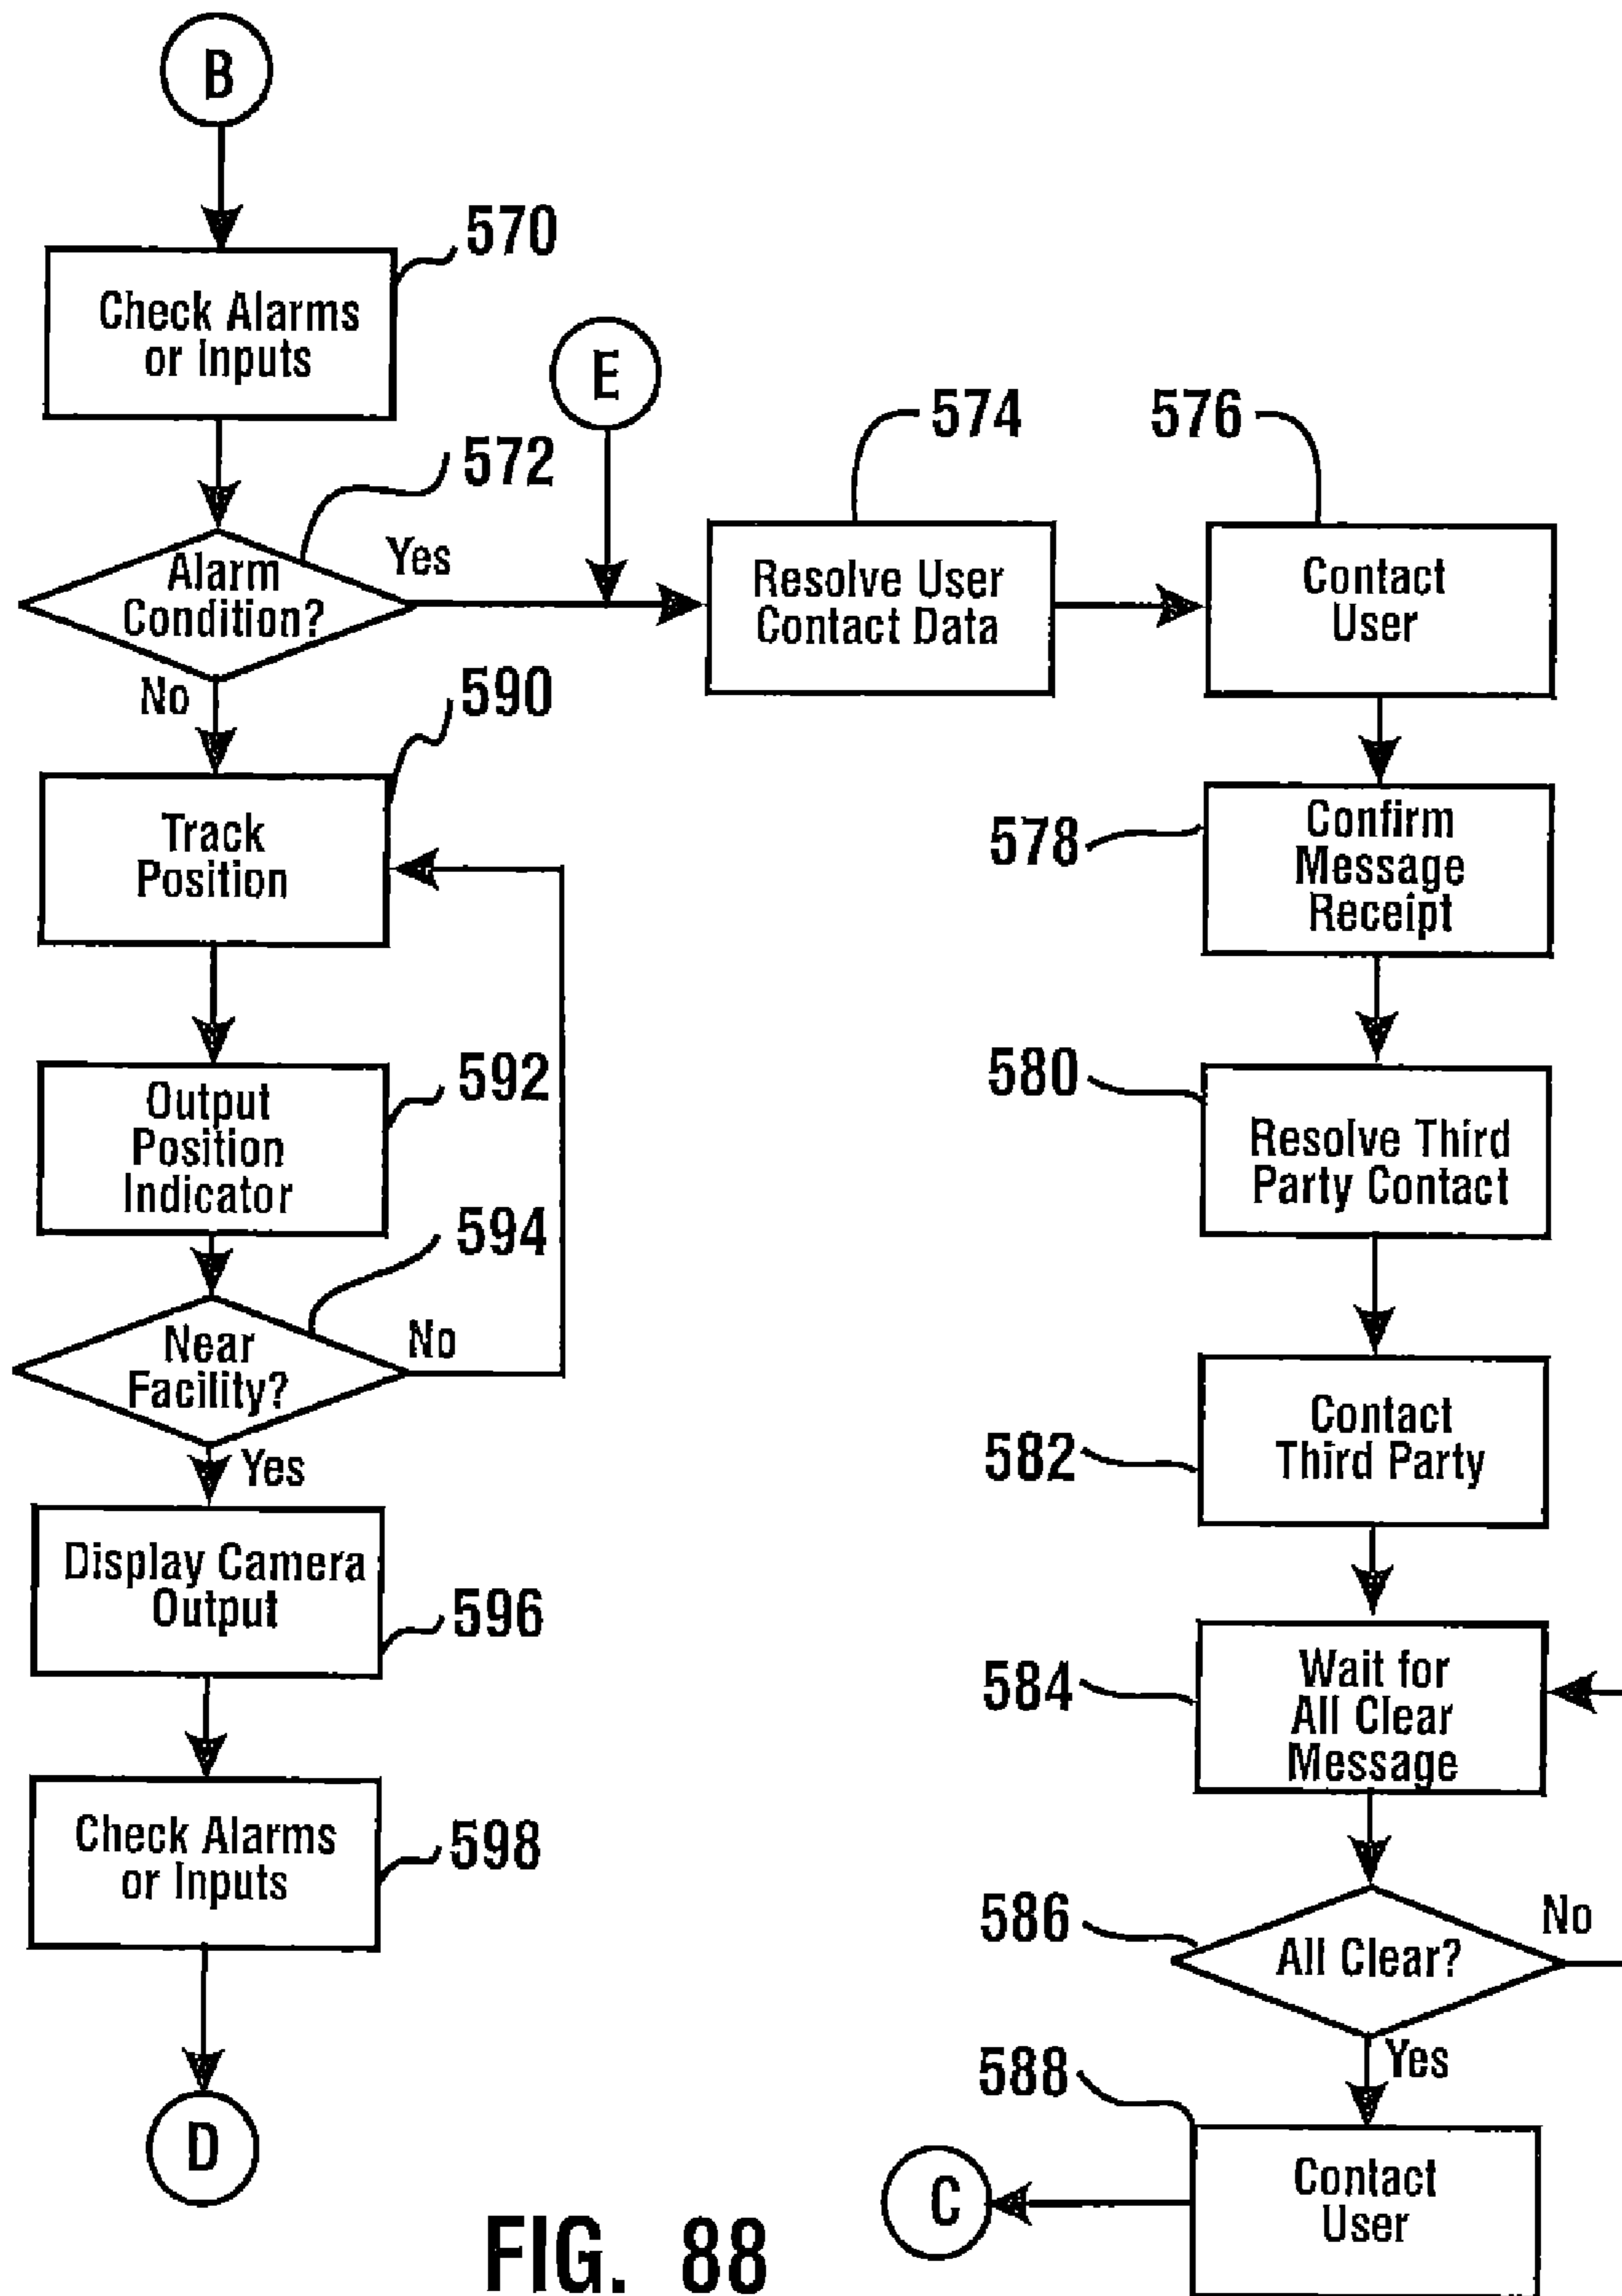 B
570
Check Alarms
or Inputs
E
572
Alarm
Condition?
Yes
No
574
Resolve User
Contact Data
576
Contact
User
578
Confirm
Message
Receipt
580
Resolve Third
Party Contact
582
Contact
Third Party
584
Wait for
All Clear
Message
586
All Clear?
No
Yes
588
Contact
User
C
590
Track
Position
592
Output
Position
Indicator
594
Near
Facility?
No
Yes
Display Camera
Output
596
Check Alarms
or Inputs
598
D
FIG. 88